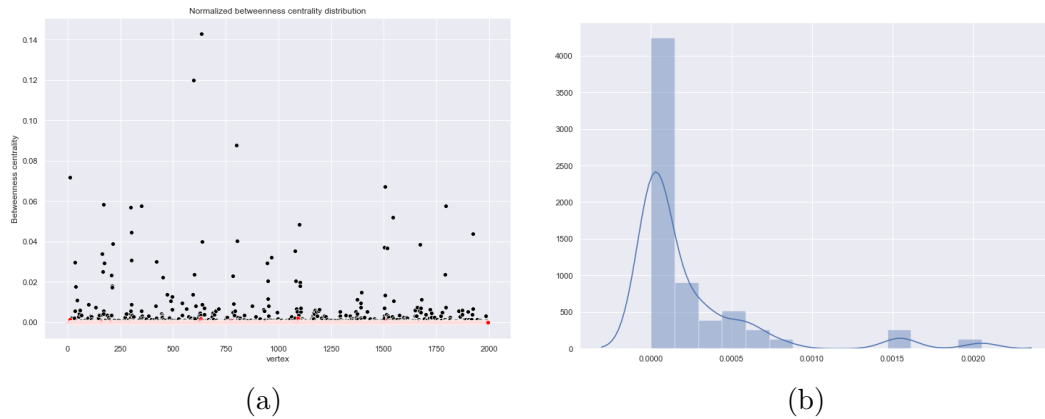 Normalized betweenness centrality distribution
0.14
0.12
0.10
0.08
0.06
0.04
0.02
0.00
Betweenness centrality
0 250 500 750 1000 1250 1500 1750 2000
vertex
(a)
4000
3500
3000
2500
2000
1500
1000
500
0
0.0000 0.0005 0.0010 0.0015 0.0020
(b)